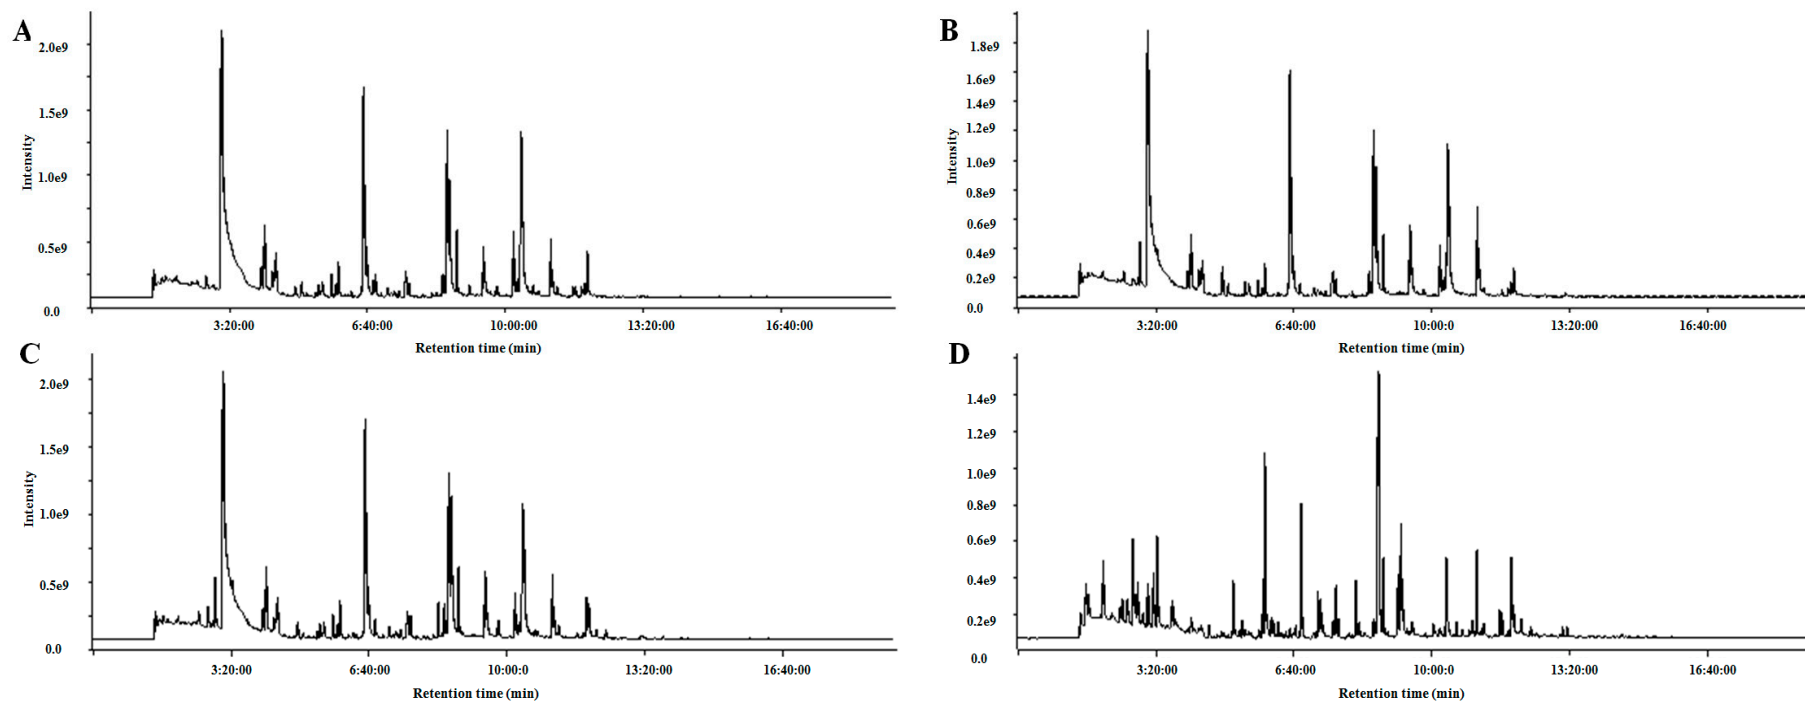 A
Intensity
2.0e9
1.5e9
1.0e9
0.5e9
0.0
3:20:00 6:40:00 10:00:00 13:20:00 16:40:00
Retention time (min)
B
Intensity
1.8e9
1.6e9
1.4e9
1.2e9
1.0e9
0.8e9
0.6e9
0.4e9
0.2e9
0.0
3:20:00 6:40:00 10:00:0 13:20:00 16:40:00
Retention time (min)
C
Intensity
2.0e9
1.5e9
1.0e9
0.5e9
0.0
3:20:00 6:40:00 10:00:00 13:20:00 16:40:00
Retention time (min)
D
1.4e9
1.2e9
1.0e9
0.8e9
0.6e9
0.4e9
0.2e9
0.0
3:20:00 6:40:00 10:00:0 13:20:00 16:40:00
Retention time (min)